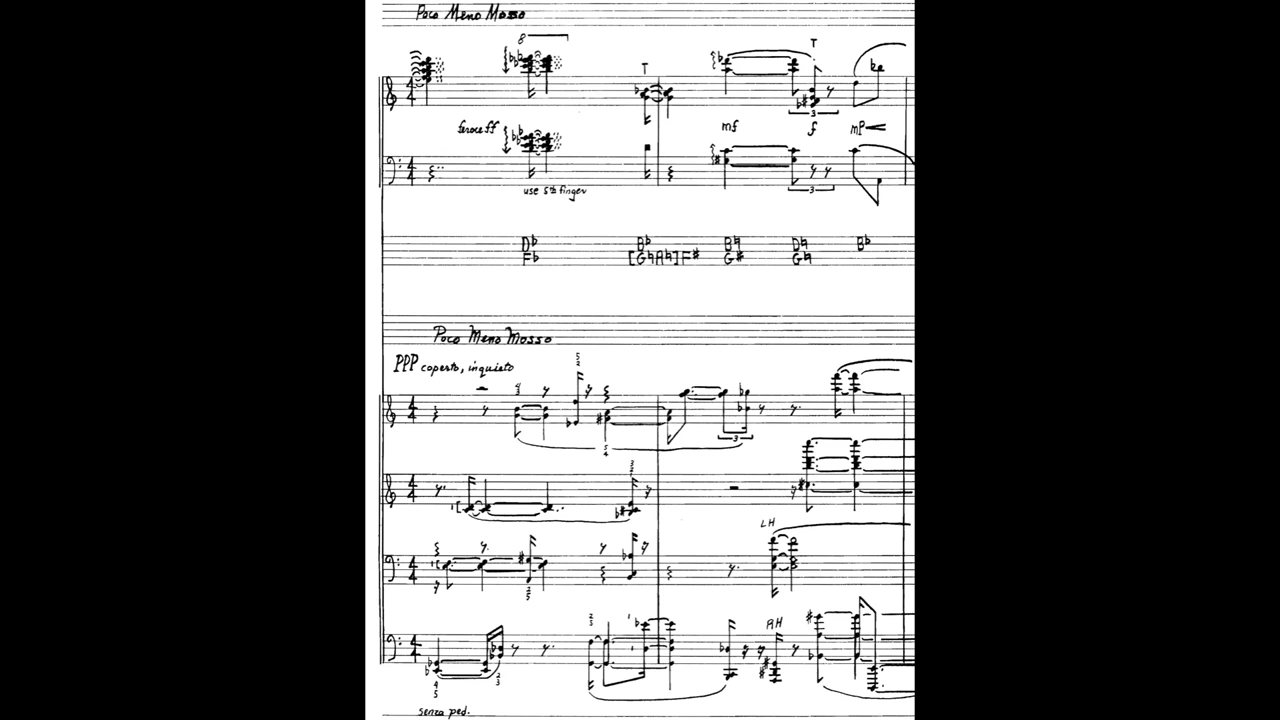 Poco Meno Mosso
8
T
T
3
feroce ff
mf
f
mp
use 5th finger
3
D♭ B♭ B♮ D♮ B♭
F♭ [G♮A♮]F♯ G♯ G♮
Poco Meno Mosso
PPP coperto, inquieto
3
LH
RH
senza ped.